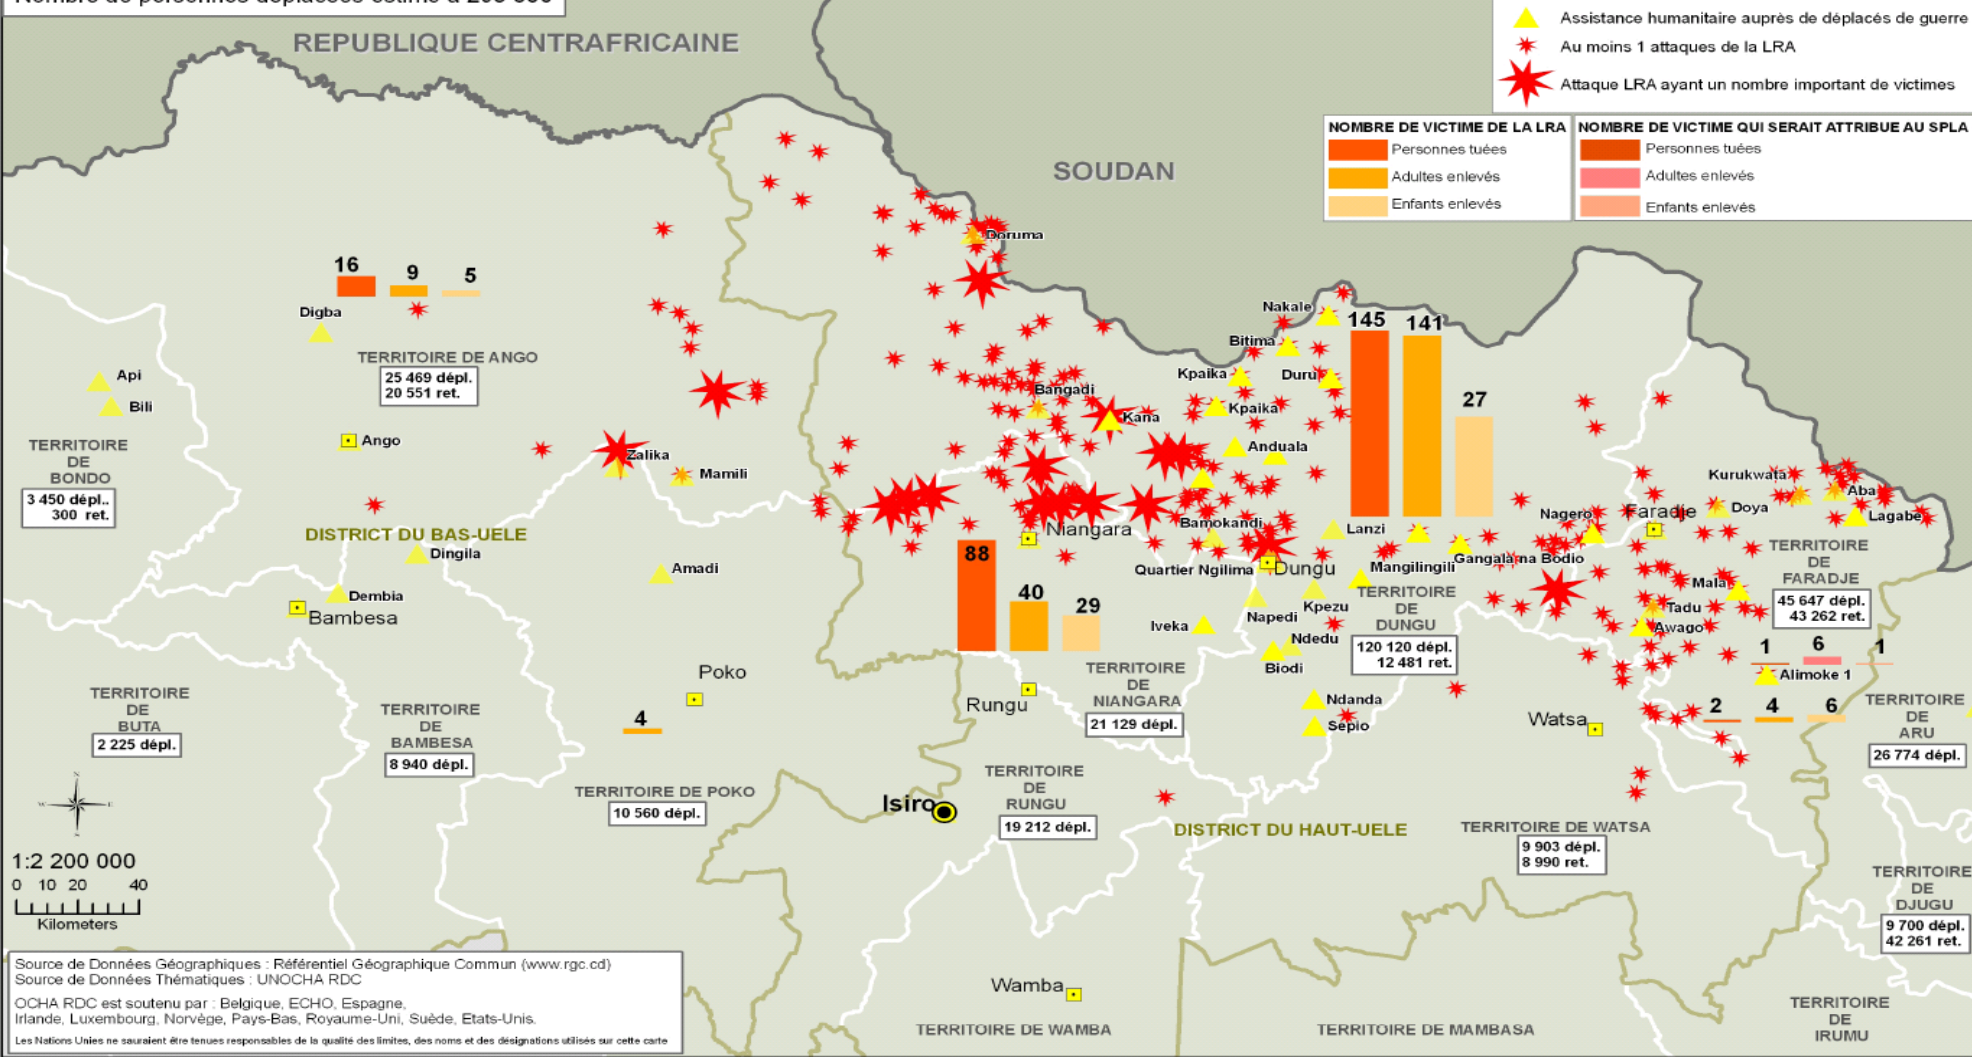 REPUBLIQUE CENTRAFRICAINE
SOUDAN
Assistance humanitaire auprès de déplacés de guerre
Au moins 1 attaques de la LRA
Attaque LRA ayant un nombre important de victimes
NOMBRE DE VICTIME DE LA LRA
Personnes tuées
Adultes enlevés
Enfants enlevés
NOMBRE DE VICTIME QUI SERAIT ATTRIBUE AU SPLA
Personnes tuées
Adultes enlevés
Enfants enlevés
16
9
5
Digba
TERRITOIRE DE ANGO
25 469 dépl.
20 551 ret.
Api
Bili
Ango
TERRITOIRE
DE
BONDO
3 450 dépl..
300 ret.
Zalika
Mamili
DISTRICT DU BAS-UELE
Dingila
Amadi
Dembia
Bambesa
TERRITOIRE
DE
BUTA
2 225 dépl.
TERRITOIRE
DE
BAMBESA
8 940 dépl.
Poko
4
TERRITOIRE DE POKO
10 560 dépl.
Doruma
Bangadi
Kana
Niangara
88
40
29
TERRITOIRE
DE
NIANGARA
21 129 dépl.
Rungu
Isiro
TERRITOIRE
DE
RUNGU
19 212 dépl.
Nakale
Bitima
Kpaika
Duru
Kpaika
Anduala
145
141
27
Bamokandi
Lanzi
Quartier Ngilima
Dungu
Mangilingili
Gangala na Bodio
Nagero
Napedi
Kpezu
Iveka
Ndedu
Biodi
TERRITOIRE
DE
DUNGU
120 120 dépl.
12 481 ret.
Ndanda
Sepio
DISTRICT DU HAUT-UELE
Kurukwata
Aba
Doya
Lagabe
Faradje
TERRITOIRE
DE
FARADJE
45 647 dépl.
43 262 ret.
Mala
Tadu
Awago
1
6
1
Alimoke 1
2
4
6
Watsa
TERRITOIRE DE WATSA
9 903 dépl.
8 990 ret.
TERRITOIRE
DE
ARU
26 774 dépl.
TERRITOIRE
DE
DJUGU
9 700 dépl.
42 261 ret.
TERRITOIRE
DE
IRUMU
Wamba
TERRITOIRE DE WAMBA
TERRITOIRE DE MAMBASA
N
W
E
S
1:2 200 000
0 10 20 40
Kilometers
Source de Données Géographiques : Référentiel Géographique Commun (www.rgc.cd)
Source de Données Thématiques : UNOCHA RDC
OCHA RDC est soutenu par : Belgique, ECHO, Espagne,
Irlande, Luxembourg, Norvège, Pays-Bas, Royaume-Uni, Suède, Etats-Unis.
Les Nations Unies ne sauraient être tenues responsables de la qualité des limites, des noms et des désignations utilisés sur cette carte